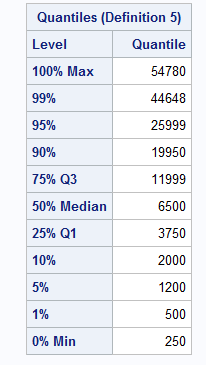 Quantiles (Definition 5)
Level Quantile
100% Max 54780
99% 44648
95% 25999
90% 19950
75% Q3 11999
50% Median 6500
25% Q1 3750
10% 2000
5% 1200
1% 500
0% Min 250